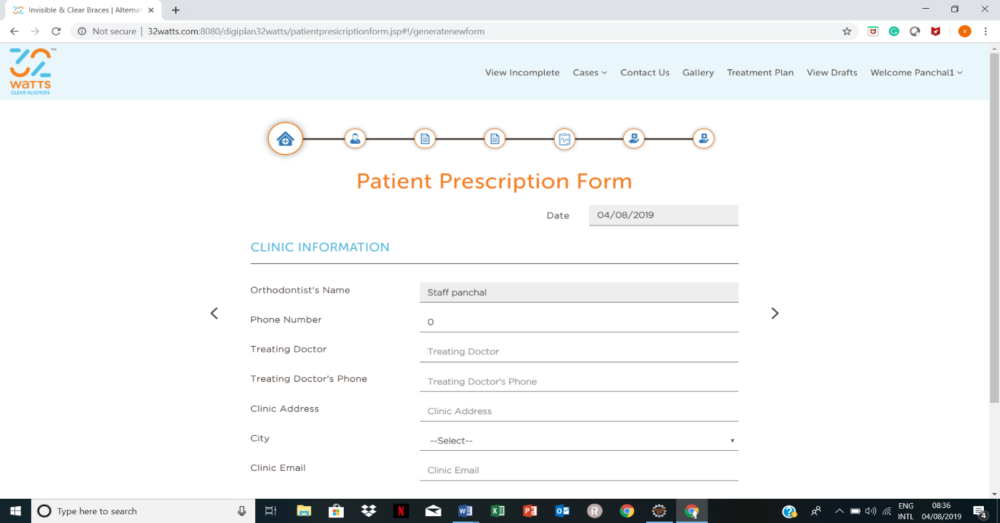 Invisible & Clear Braces | Alternat
Not secure | 32watts.com:8080/digiplan32watts/patientpresicriptionform.jsp#!/generatenewform
V
32 TM
WATTS
CLEAR ALIGNERS
View Incomplete Cases Contact Us Gallery Treatment Plan View Drafts Welcome Panchal1
Patient Prescription Form
Date 04/08/2019
CLINIC INFORMATION
Orthodontist's Name Staff panchal
Phone Number 0
Treating Doctor Treating Doctor
Treating Doctor's Phone Treating Doctor's Phone
Clinic Address Clinic Address
City --Select--
Clinic Email Clinic Email
Type here to search
ENG 08:36
INTL 04/08/2019 4